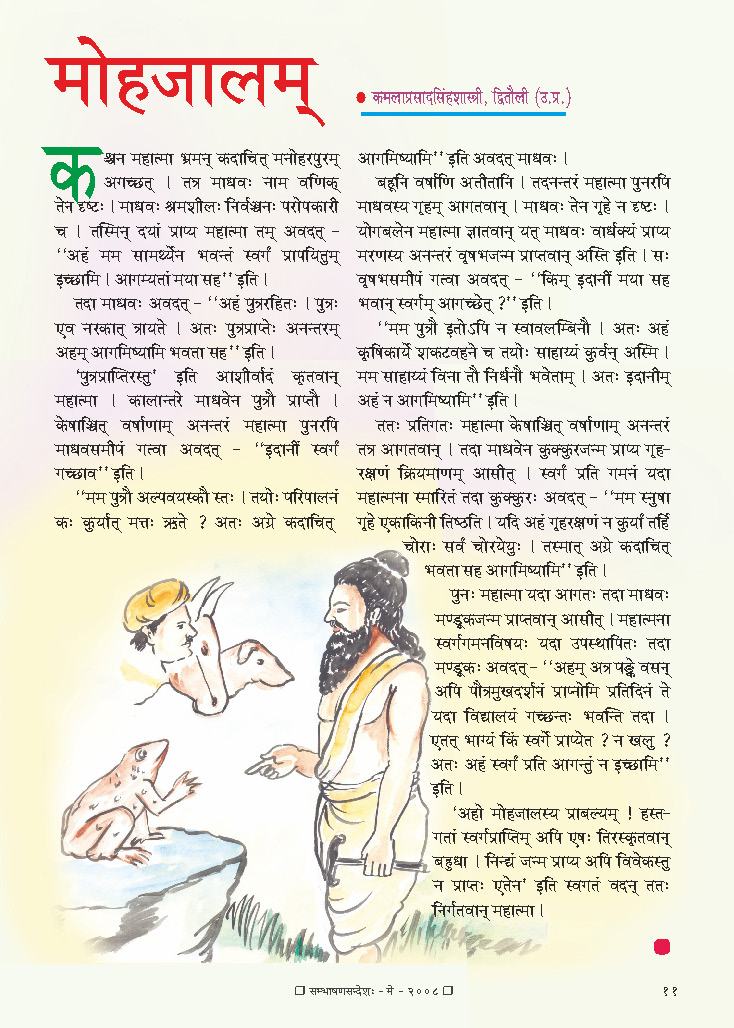 मोहजालम्
● कमलाप्रसादसिंहशास्त्री, द्वितौली (उ.प्र.)
कश्चन महात्मा भ्रमन् कदाचित् मनोहरपुरम्
अगच्छत् । तत्र माधवः नाम वणिक्
तेन दृष्टः । माधवः श्रमशीलः निर्वञ्चनः परोपकारी
च । तस्मिन् दयां प्राप्य महात्मा तम् अवदत् -
‘‘अहं मम सामर्थ्येन भवन्तं स्वर्गं प्रापयितुम्
इच्छामि । आगम्यतां मया सह’’ इति ।
तदा माधवः अवदत् - ‘‘अहं पुत्ररहितः । पुत्रः
एव नरकात् त्रायते । अतः पुत्रप्राप्तेः अनन्तरम्
अहम् आगमिष्यामि भवता सह’’ इति ।
‘पुत्रप्राप्तिरस्तु’ इति आशीर्वादं कृतवान्
महात्मा । कालान्तरे माधवेन पुत्रौ प्राप्तौ ।
केषाञ्चित् वर्षाणाम् अनन्तरं महात्मा पुनरपि
माधवसमीपं गत्वा अवदत् - ‘‘इदानीं स्वर्गं
गच्छाव’’ इति ।
‘‘मम पुत्रौ अल्पवयस्कौ स्तः । तयोः परिपालनं
कः कुर्यात् मत्तः ऋते ? अतः अग्रे कदाचित्
आगमिष्यामि’’ इति अवदत् माधवः ।
बहूनि वर्षाणि अतीतानि । तदनन्तरं महात्मा पुनरपि
माधवस्य गृहम् आगतवान् । माधवः तेन गृहे न दृष्टः ।
योगबलेन महात्मा ज्ञातवान् यत् माधवः वार्धक्यं प्राप्य
मरणस्य अनन्तरं वृषभजन्म प्राप्तवान् अस्ति इति । सः
वृषभसमीपं गत्वा अवदत् - ‘‘किम् इदानीं मया सह
भवान् स्वर्गम् आगच्छेत् ?’’ इति ।
‘‘मम पुत्रौ इतोऽपि न स्वावलम्बिनौ । अतः अहं
कृषिकार्ये शकटवहने च तयोः साहाय्यं कुर्वन् अस्मि ।
मम साहाय्यं विना तौ निर्धनौ भवेताम् । अतः इदानीम्
अहं न आगमिष्यामि’’ इति ।
ततः प्रतिगतः महात्मा केषाञ्चित् वर्षाणाम् अनन्तरं
तत्र आगतवान् । तदा माधवेन कुक्कुरजन्म प्राप्य गृह-
रक्षणं क्रियमाणम् आसीत् । स्वर्गं प्रति गमनं यदा
महात्मना स्मारितं तदा कुक्कुरः अवदत् - ‘‘मम स्नुषा
गृहे एकाकिनी तिष्ठति । यदि अहं गृहरक्षणं न कुर्यां तर्हि
चोराः सर्वं चोरयेयुः । तस्मात् अग्रे कदाचित्
भवता सह आगमिष्यामि’’ इति ।
पुनः महात्मा यदा आगतः तदा माधवः
मण्डूकजन्म प्राप्तवान् आसीत् । महात्मना
स्वर्गगमनविषयः यदा उपस्थापितः तदा
मण्डूकः अवदत् - ‘‘अहम् अत्र पङ्के वसन्
अपि पौत्रमुखदर्शनं प्राप्नोमि प्रतिदिनं ते
यदा विद्यालयं गच्छन्तः भवन्ति तदा ।
एतत् भाग्यं किं स्वर्गे प्राप्येत ? न खलु ?
अतः अहं स्वर्गं प्रति आगन्तुं न इच्छामि’’
इति ।
‘अहो मोहजालस्य प्राबल्यम् ! हस्त-
गतां स्वर्गप्राप्तिम् अपि एषः तिरस्कृतवान्
बहुधा । निन्द्यं जन्म प्राप्य अपि विवेकस्तु
न प्राप्तः एतेन’ इति स्वगतं वदन् ततः
निर्गतवान् महात्मा ।
❐ सम्भाषणसन्देशः - मे - २००८ ❐
११